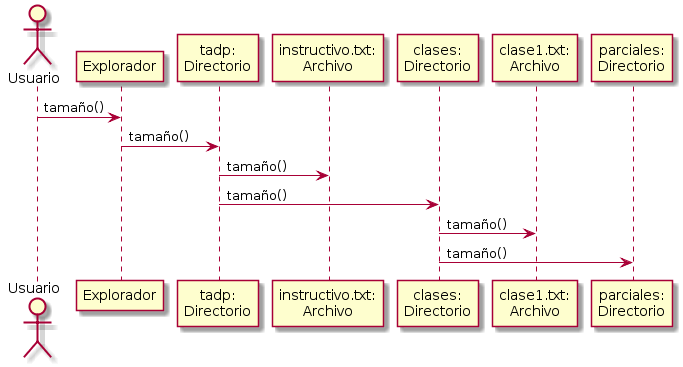 Usuario
Explorador
tadp:
Directorio
instructivo.txt:
Archivo
clases:
Directorio
clase1.txt:
Archivo
parciales:
Directorio
tamaño()
tamaño()
tamaño()
tamaño()
tamaño()
tamaño()
Usuario
Explorador
tadp:
Directorio
instructivo.txt:
Archivo
clases:
Directorio
clase1.txt:
Archivo
parciales:
Directorio